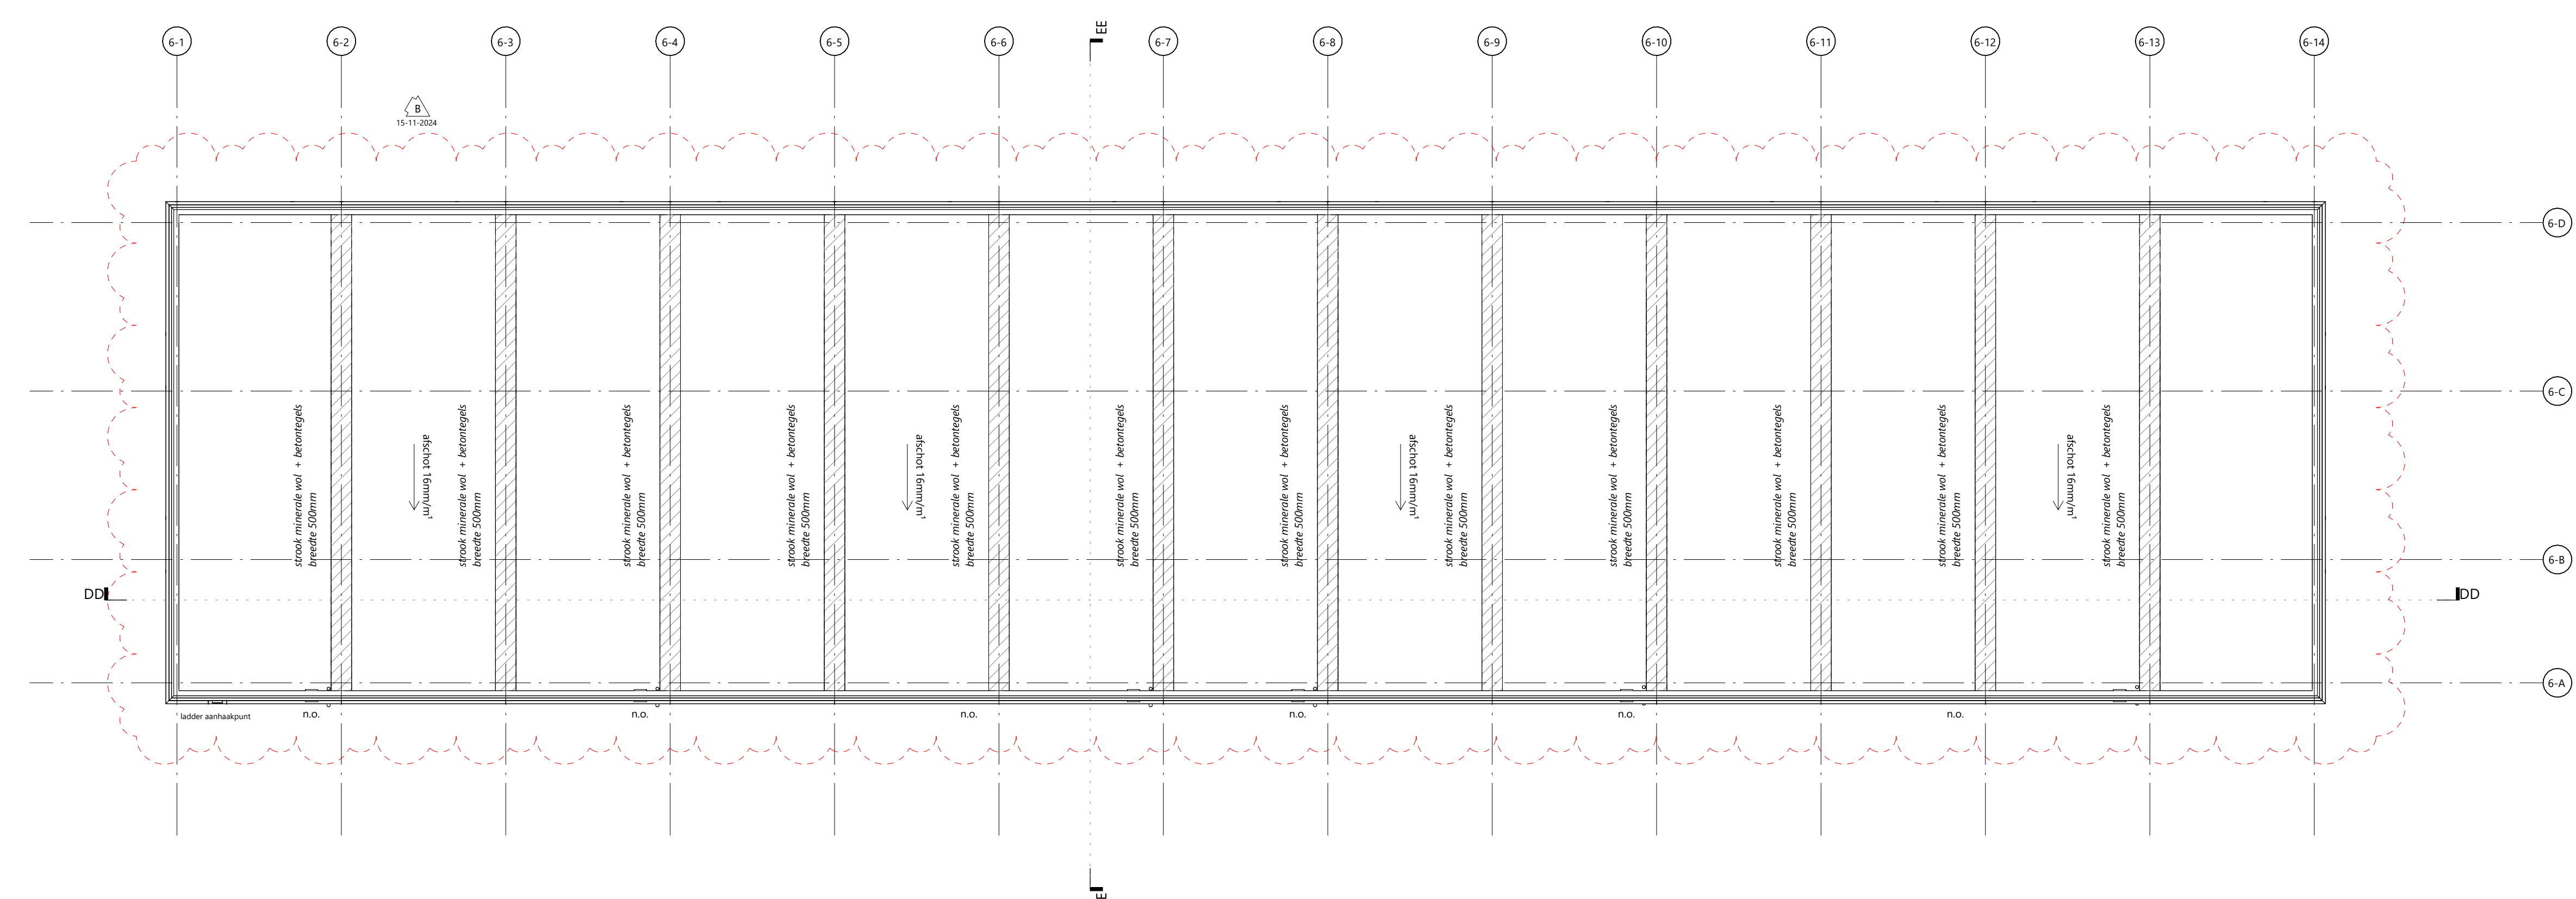 EE
6-1
6-2
6-3
6-4
6-5
6-6
6-7
6-8
6-9
6-10
6-11
6-12
6-13
6-14
B
15-11-2024
6-D
6-C
6-B
6-A
strook minerale wol + betontegels
breedte 500mm
afschot 16mm/m¹
strook minerale wol + betontegels
breedte 500mm
strook minerale wol + betontegels
breedte 500mm
strook minerale wol + betontegels
breedte 500mm
afschot 16mm/m¹
strook minerale wol + betontegels
breedte 500mm
strook minerale wol + betontegels
breedte 500mm
strook minerale wol + betontegels
breedte 500mm
afschot 16mm/m¹
strook minerale wol + betontegels
breedte 500mm
strook minerale wol + betontegels
breedte 500mm
strook minerale wol + betontegels
breedte 500mm
strook minerale wol + betontegels
breedte 500mm
afschot 16mm/m¹
strook minerale wol + betontegels
breedte 500mm
DD
DD
ladder aanhaakpunt
n.o.
n.o.
n.o.
n.o.
n.o.
n.o.
EE